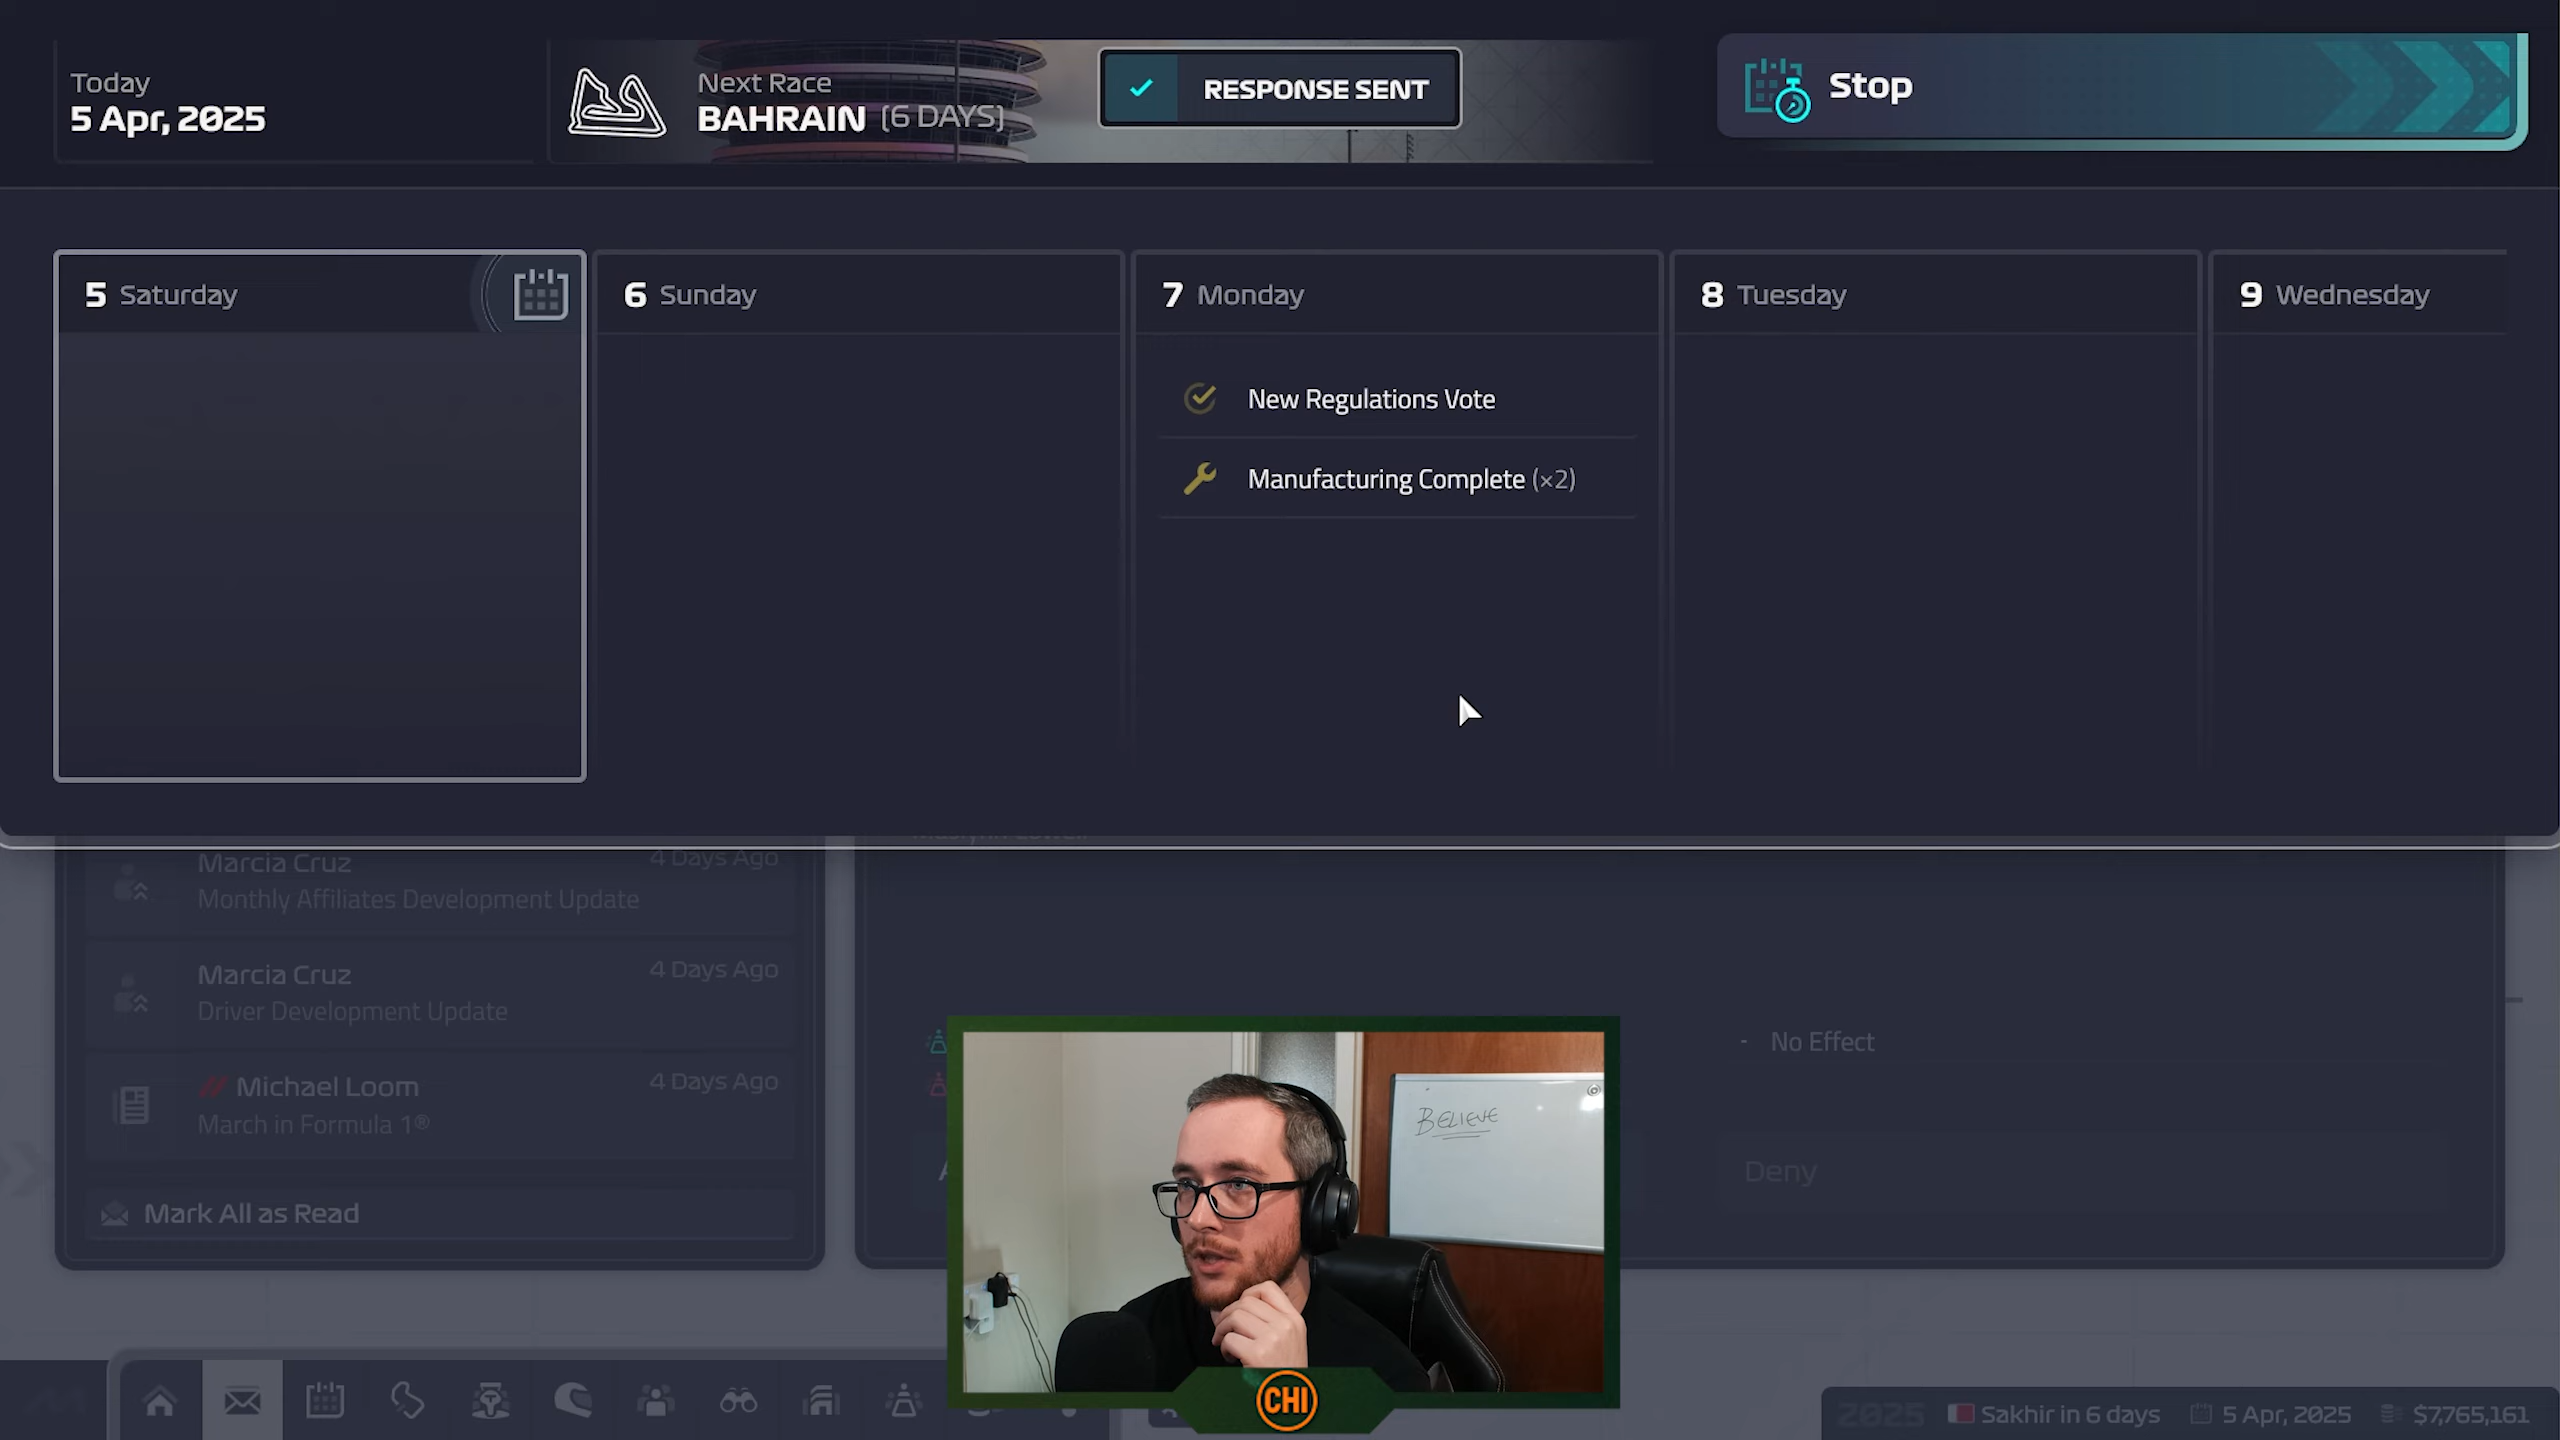 Today
5 Apr, 2025
Next Race
BAHRAIN (6 DAYS)
RESPONSE SENT
Stop
5 Saturday
6 Sunday
7 Monday
8 Tuesday
9 Wednesday
New Regulations Vote
Manufacturing Complete (×2)
Marcia Cruz
4 Days Ago
Monthly Affiliates Development Update
Marcia Cruz
4 Days Ago
Driver Development Update
Michael Loom
4 Days Ago
March in Formula 1®
Mark All as Read
- No Effect
Deny
BELIEVE
CHI
2025
Sakhir in 6 days
5 Apr, 2025
$7,765,161